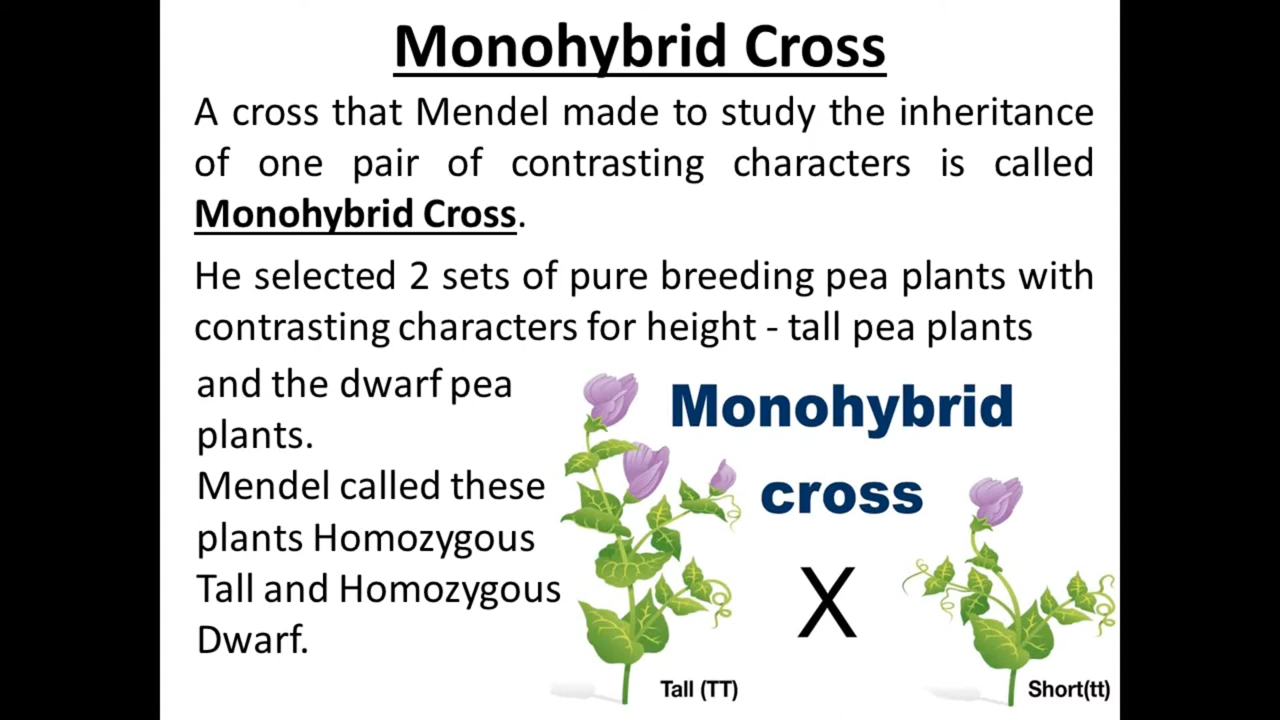 Monohybrid Cross
A cross that Mendel made to study the inheritance
of one pair of contrasting characters is called
Monohybrid Cross.
He selected 2 sets of pure breeding pea plants with
contrasting characters for height - tall pea plants
and the dwarf pea
plants.
Mendel called these
plants Homozygous
Tall and Homozygous
Dwarf.
Monohybrid
cross
X
Tall (TT)
Short(tt)